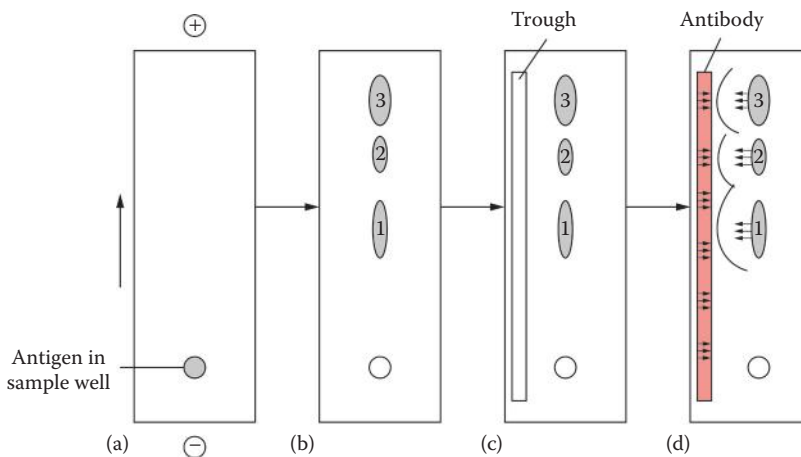 +
Trough
Antibody
3
3
3
2
2
2
1
1
1
Antigen in
sample well
(a)
−
(b)
(c)
(d)